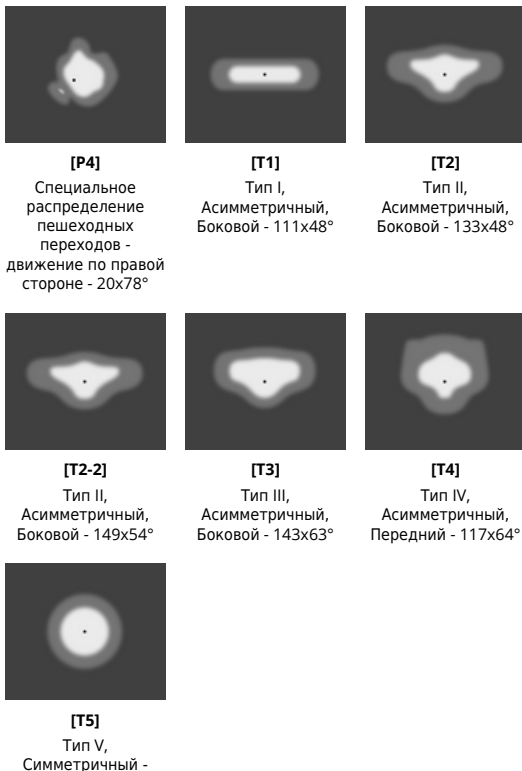 [P4]
Специальное
распределение
пешеходных
переходов -
движение по правой
стороне - 20x78°
[T1]
Тип I,
Асимметричный,
Боковой - 111x48°
[T2]
Тип II,
Асимметричный,
Боковой - 133x48°
[T2-2]
Тип II,
Асимметричный,
Боковой - 149x54°
[T3]
Тип III,
Асимметричный,
Боковой - 143x63°
[T4]
Тип IV,
Асимметричный,
Передний - 117x64°
[T5]
Тип V,
Симметричный -